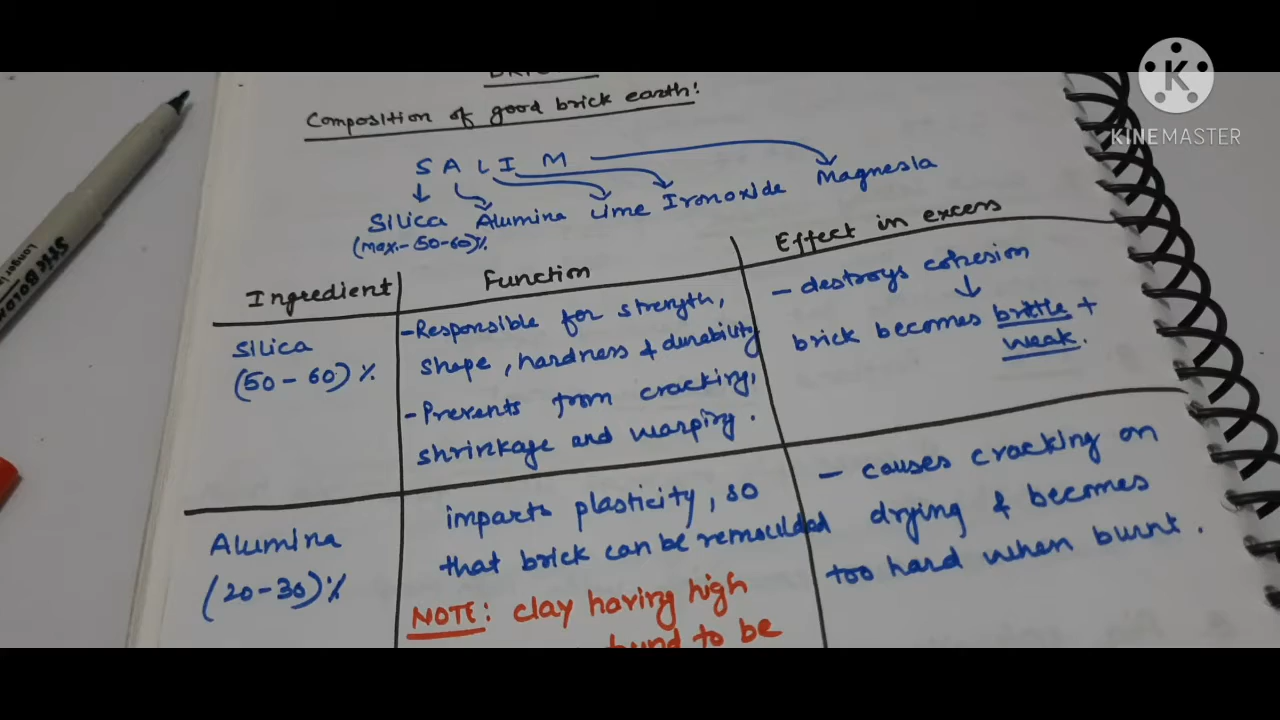 Composition of good brick earth:
S A L I M
Silica Alumina Lime Ironoxide Magnesia
(max.- 50-60)%
Ingredient Function Effect in excess
Silica
(50 - 60) %
- Responsible for strength,
shape, hardness & durability
- Prevents from cracking,
shrinkage and warping.
- destroys cohesion
brick becomes brittle +
weak.
Alumina
(20-30)%
imparts plasticity, so
that brick can be remoulded
NOTE: clay having high
to be
- causes cracking on
drying & becomes
too hard when burnt.
K
KINEMASTER